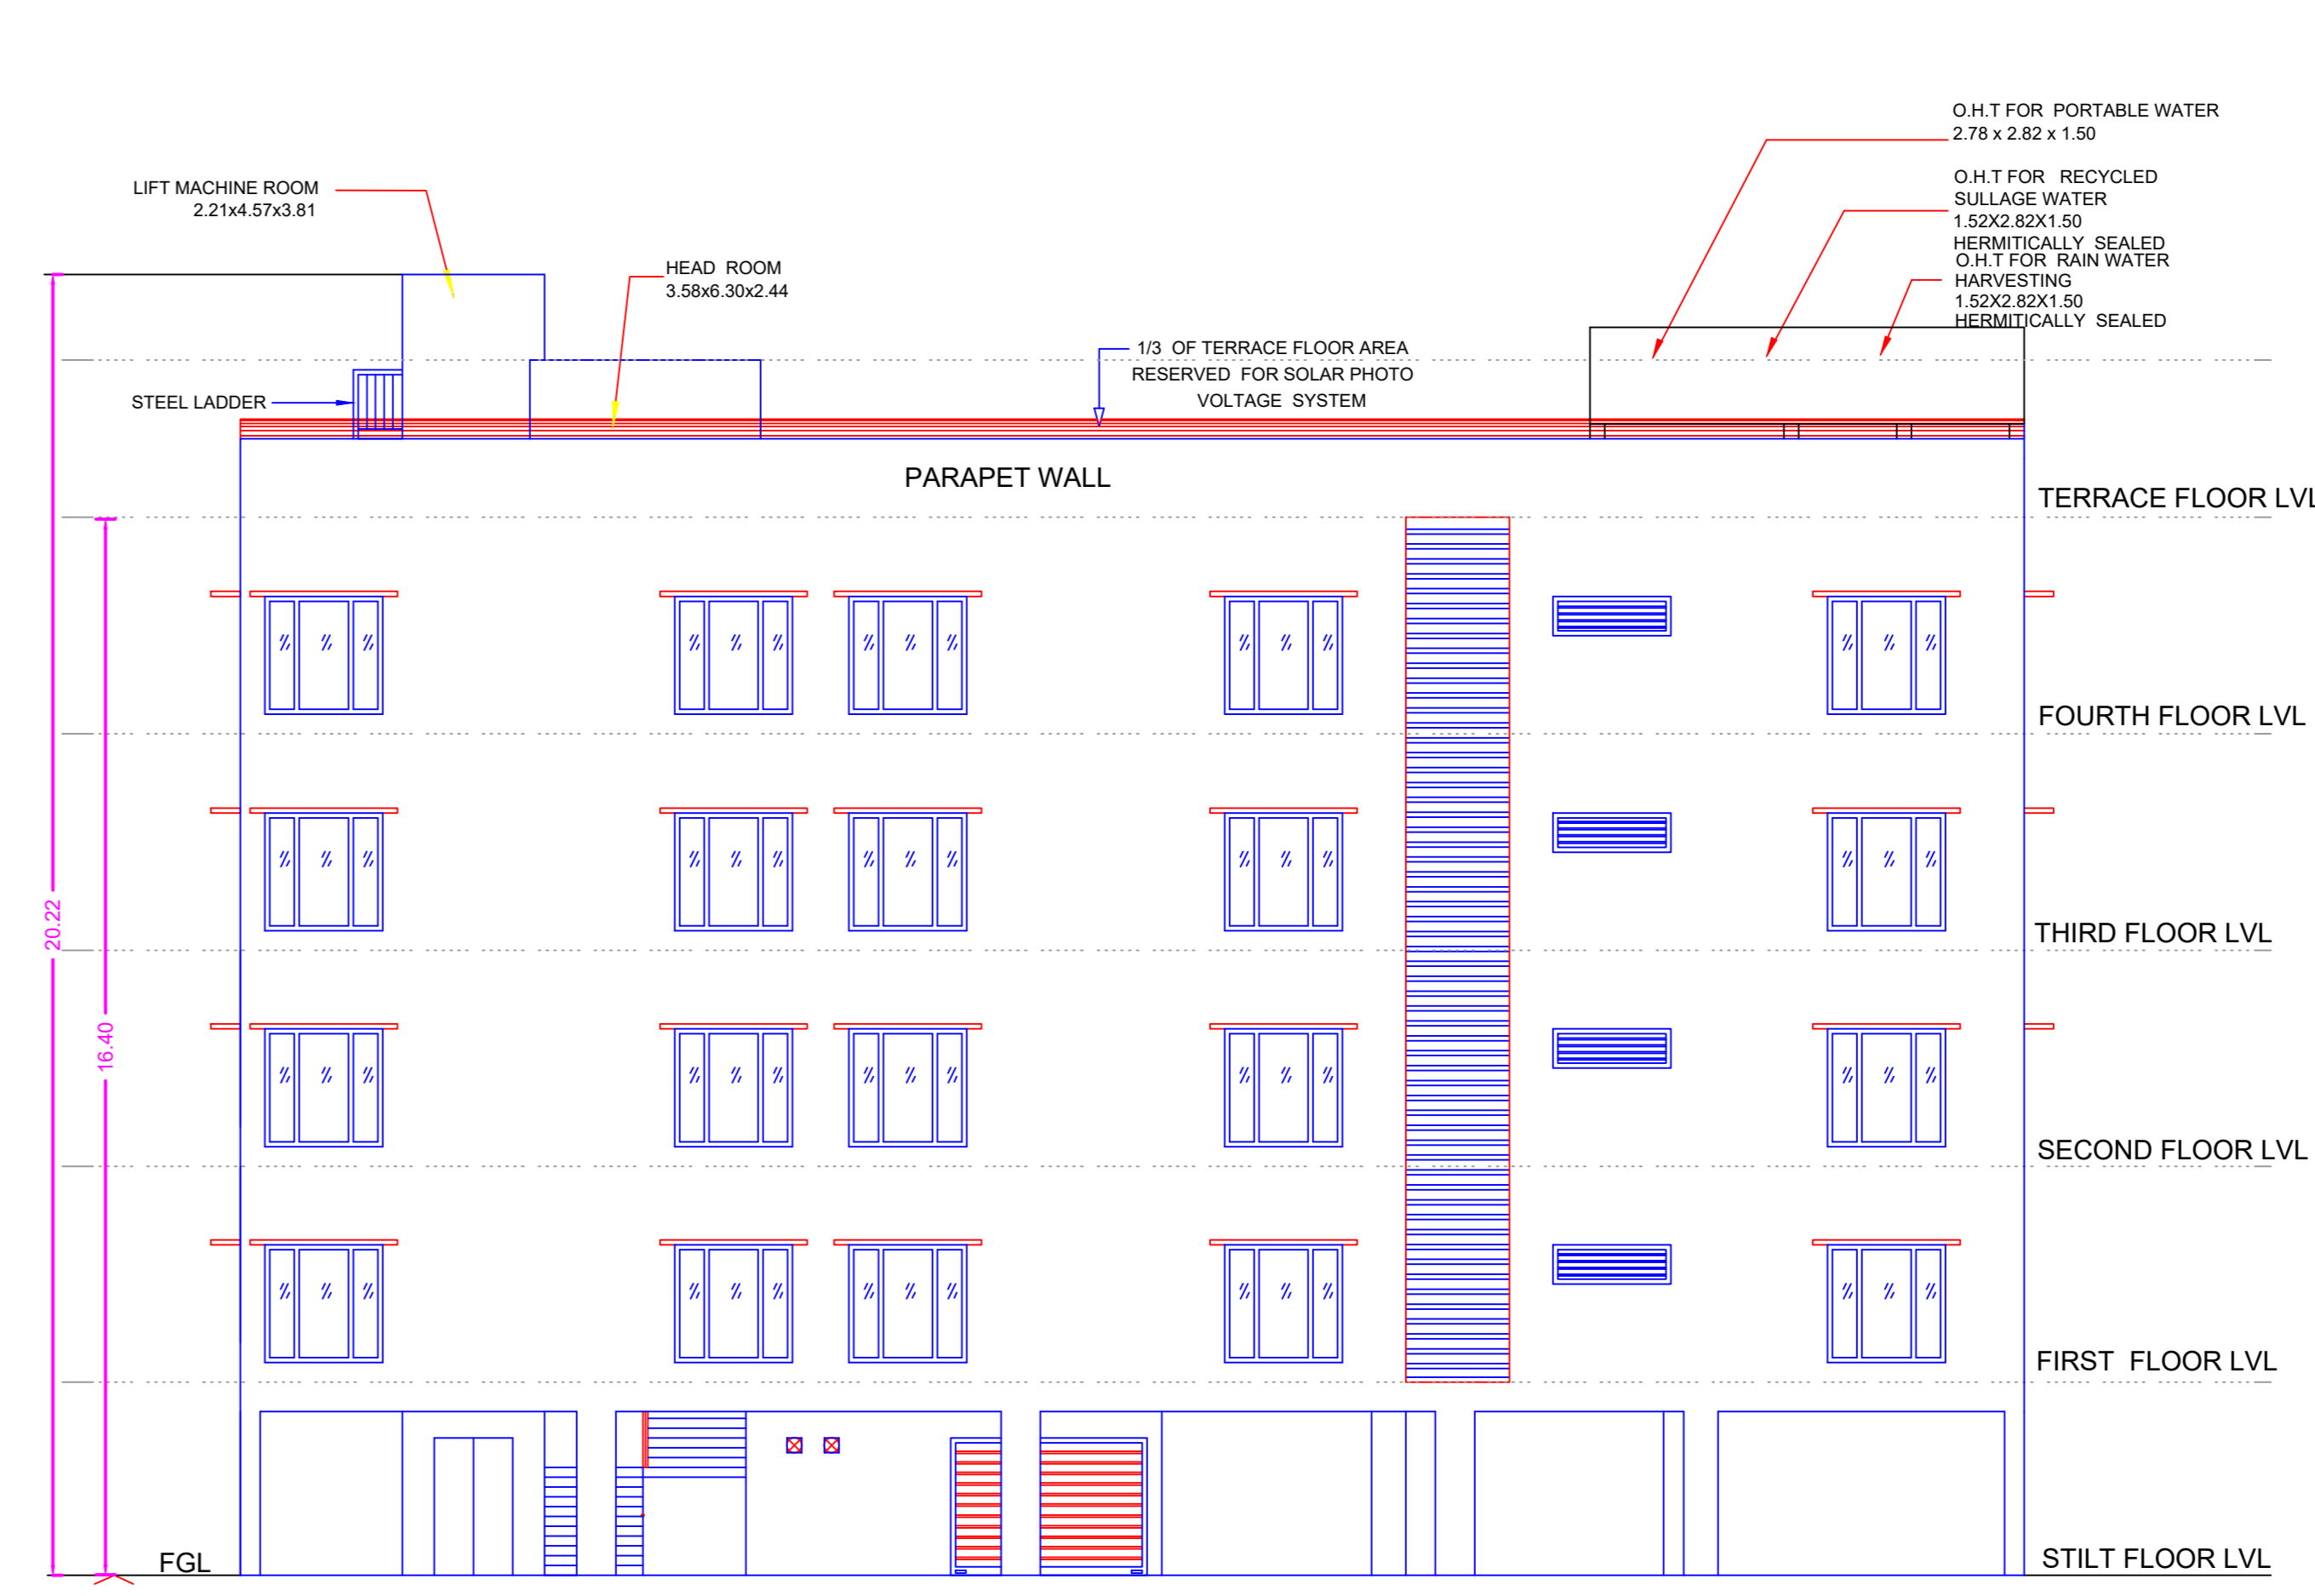 O.H.T FOR PORTABLE WATER
2.78 x 2.82 x 1.50
O.H.T FOR RECYCLED
SULLAGE WATER
1.52X2.82X1.50
HERMITICALLY SEALED
O.H.T FOR RAIN WATER
HARVESTING
1.52X2.82X1.50
HERMITICALLY SEALED
LIFT MACHINE ROOM
2.21x4.57x3.81
HEAD ROOM
3.58x6.30x2.44
1/3 OF TERRACE FLOOR AREA
RESERVED FOR SOLAR PHOTO
VOLTAGE SYSTEM
STEEL LADDER
PARAPET WALL
TERRACE FLOOR LVL
FOURTH FLOOR LVL
20.22
THIRD FLOOR LVL
16.40
SECOND FLOOR LVL
FIRST FLOOR LVL
FGL
STILT FLOOR LVL